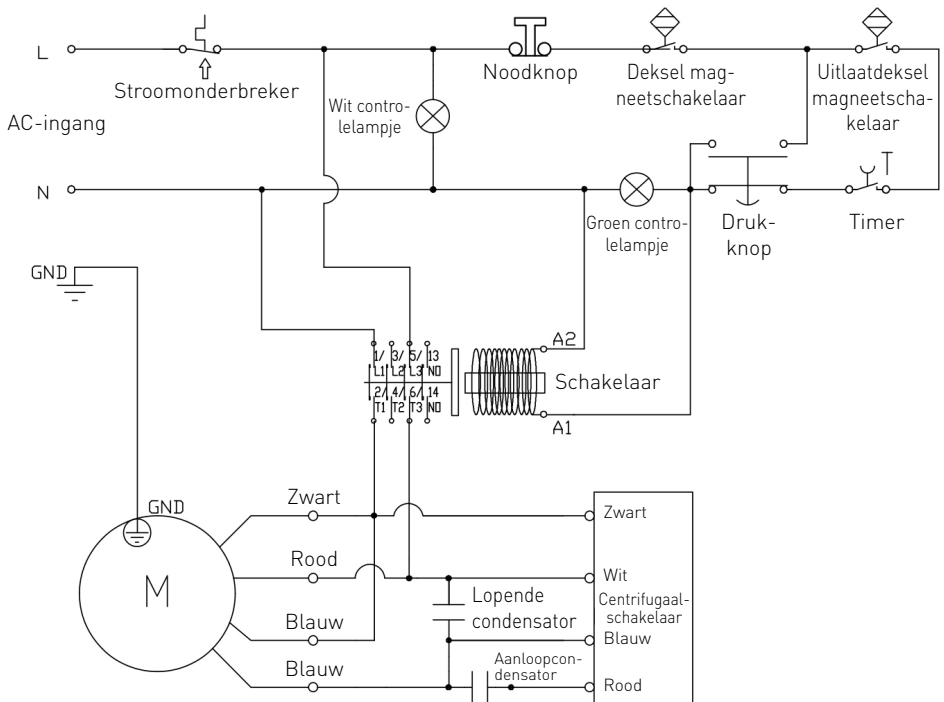 L
Stroomonderbreker
AC-ingang
Wit contro-
lelampje
Noodknop
Deksel mag-
neetschakelaar
Uitlaatdeksel
magneetscha-
kelaar
N
Groen contro-
lelampje
Druk-
knop
T
Timer
GND
1/ 3/ 5/ 13
L1 L2 L3 NO
2/ 4/ 6/ 14
T1 T2 T3 NO
A2
Schakelaar
A1
GND
M
Zwart
Rood
Blauw
Blauw
Lopende
condensator
Aanloopcon-
densator
Zwart
Wit
Centrifugaal-
schakelaar
Blauw
Rood